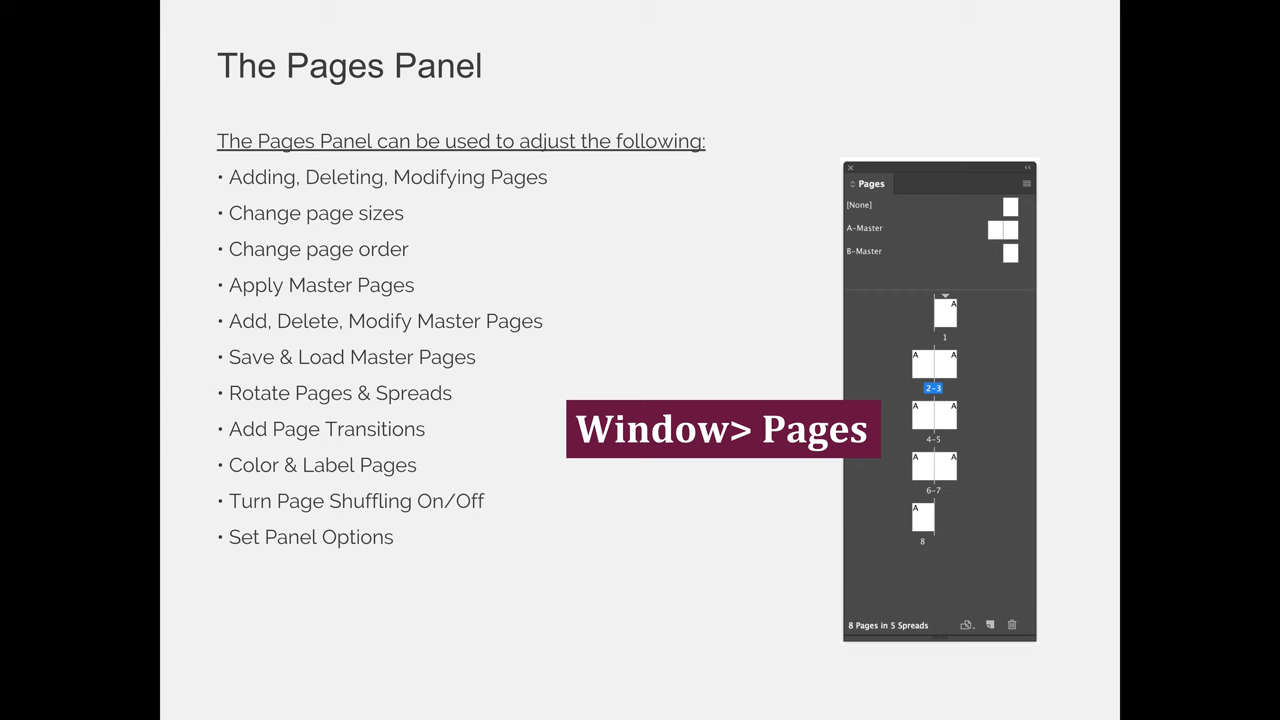 The Pages Panel
The Pages Panel can be used to adjust the following:
• Adding, Deleting, Modifying Pages
• Change page sizes
• Change page order
• Apply Master Pages
• Add, Delete, Modify Master Pages
• Save & Load Master Pages
• Rotate Pages & Spreads
• Add Page Transitions
• Color & Label Pages
• Turn Page Shuffling On/Off
• Set Panel Options
Window> Pages
Pages
[None]
A-Master
B-Master
A
1
A A
2-3
A A
4-5
A A
6-7
A
8
8 Pages in 5 Spreads